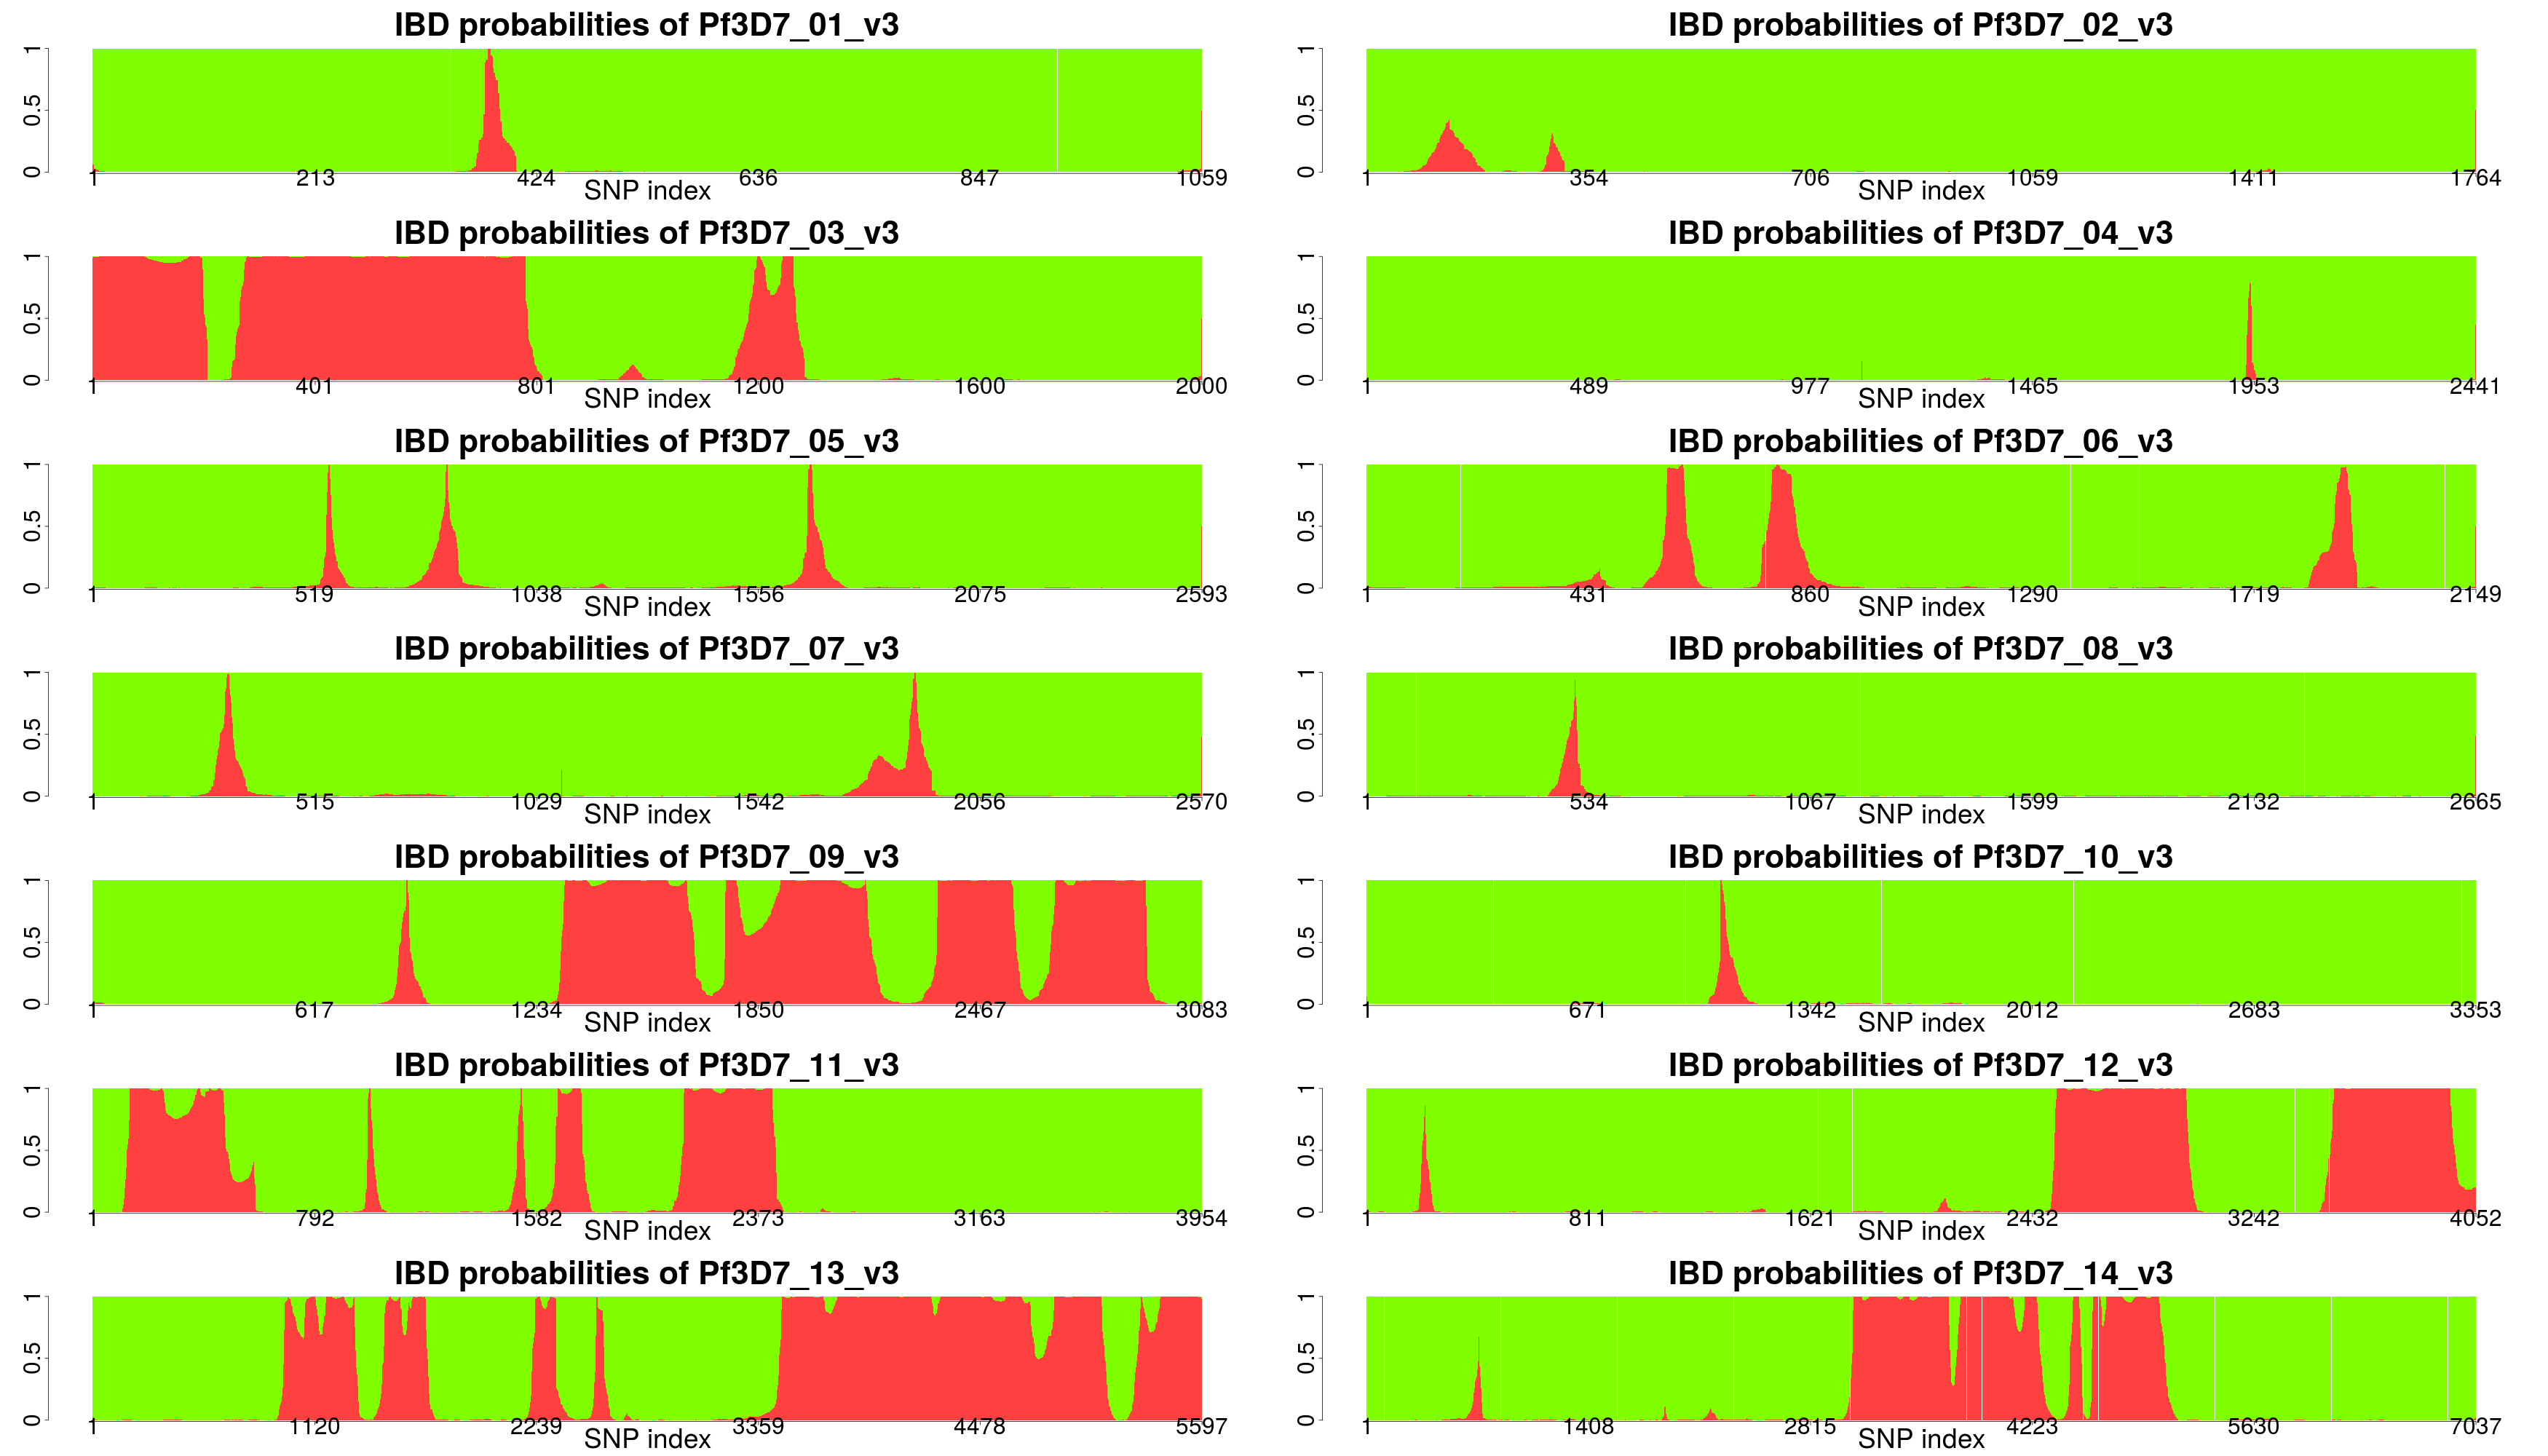 IBD probabilities of Pf3D7_01_v3
0 0.5 1
1 213 424 636 847 1059
SNP index
IBD probabilities of Pf3D7_02_v3
0 0.5 1
1 354 706 1059 1411 1764
SNP index
IBD probabilities of Pf3D7_03_v3
0 0.5 1
1 401 801 1200 1600 2000
SNP index
IBD probabilities of Pf3D7_04_v3
0 0.5 1
1 489 977 1465 1953 2441
SNP index
IBD probabilities of Pf3D7_05_v3
0 0.5 1
1 519 1038 1556 2075 2593
SNP index
IBD probabilities of Pf3D7_06_v3
0 0.5 1
1 431 860 1290 1719 2149
SNP index
IBD probabilities of Pf3D7_07_v3
0 0.5 1
1 515 1029 1542 2056 2570
SNP index
IBD probabilities of Pf3D7_08_v3
0 0.5 1
1 534 1067 1599 2132 2665
SNP index
IBD probabilities of Pf3D7_09_v3
0 0.5 1
1 617 1234 1850 2467 3083
SNP index
IBD probabilities of Pf3D7_10_v3
0 0.5 1
1 671 1342 2012 2683 3353
SNP index
IBD probabilities of Pf3D7_11_v3
0 0.5 1
1 792 1582 2373 3163 3954
SNP index
IBD probabilities of Pf3D7_12_v3
0 0.5 1
1 811 1621 2432 3242 4052
SNP index
IBD probabilities of Pf3D7_13_v3
0 0.5 1
1 1120 2239 3359 4478 5597
SNP index
IBD probabilities of Pf3D7_14_v3
0 0.5 1
1 1408 2815 4223 5630 7037
SNP index